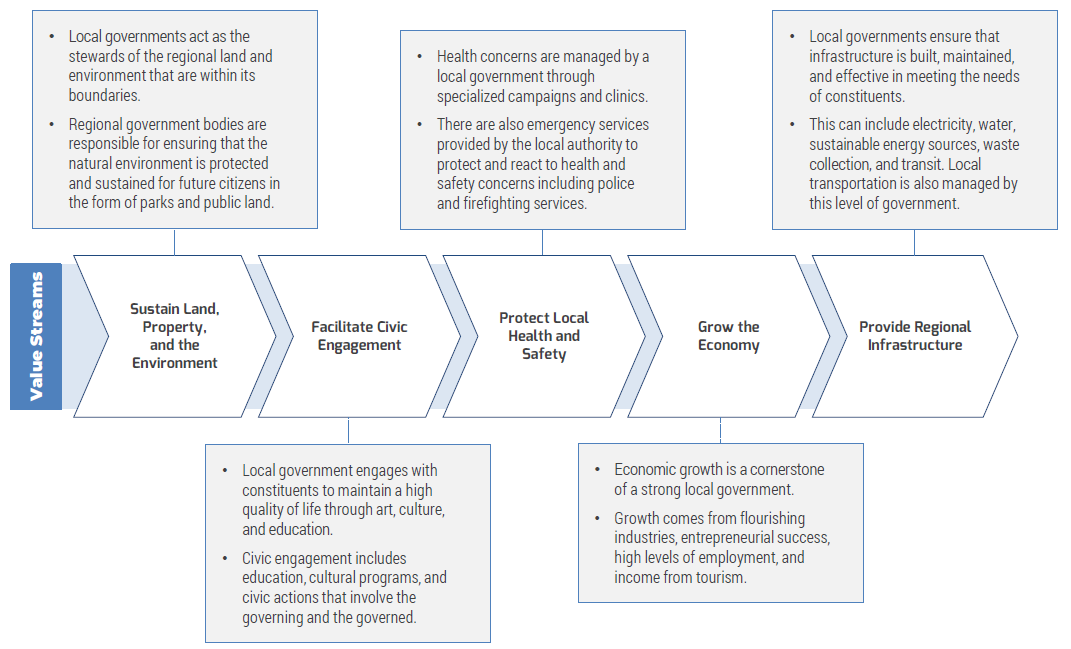 • Local governments act as the
stewards of the regional land and
environment that are within its
boundaries.
• Regional government bodies are
responsible for ensuring that the
natural environment is protected
and sustained for future citizens in
the form of parks and public land.
• Health concerns are managed by a
local government through
specialized campaigns and clinics.
• There are also emergency services
provided by the local authority to
protect and react to health and
safety concerns including police
and firefighting services.
• Local governments ensure that
infrastructure is built, maintained,
and effective in meeting the needs
of constituents.
• This can include electricity, water,
sustainable energy sources, waste
collection, and transit. Local
transportation is also managed by
this level of government.
Value Streams
Sustain Land,
Property,
and the
Environment
Facilitate Civic
Engagement
Protect Local
Health and
Safety
Grow the
Economy
Provide Regional
Infrastructure
• Local government engages with
constituents to maintain a high
quality of life through art, culture,
and education.
• Civic engagement includes
education, cultural programs, and
civic actions that involve the
governing and the governed.
• Economic growth is a cornerstone
of a strong local government.
• Growth comes from flourishing
industries, entrepreneurial success,
high levels of employment, and
income from tourism.